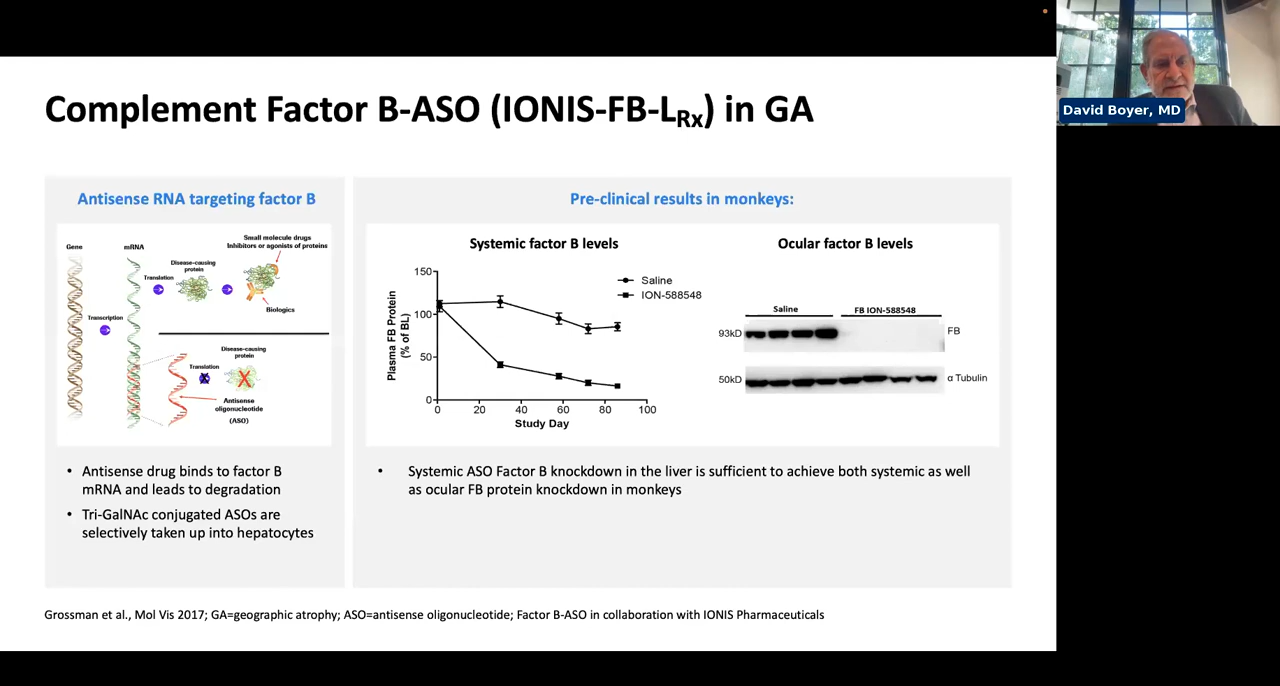 David Boyer, MD
Complement Factor B-ASO (IONIS-FB-LRx) in GA
Antisense RNA targeting factor B
Gene
mRNA
Small molecule drugs
Inhibitors or agonists of proteins
Disease-causing
protein
Translation
Biologics
Transcription
Disease-causing
protein
Translation
Antisense
oligonucleotide
(ASO)
• Antisense drug binds to factor B
mRNA and leads to degradation
• Tri-GalNAc conjugated ASOs are
selectively taken up into hepatocytes
Pre-clinical results in monkeys:
Systemic factor B levels
Plasma FB Protein
(% of BL)
150
100
50
0
0 20 40 60 80 100
Study Day
Saline
ION-588548
Ocular factor B levels
Saline FB ION-588548
93kD FB
50kD α Tubulin
• Systemic ASO Factor B knockdown in the liver is sufficient to achieve both systemic as well
as ocular FB protein knockdown in monkeys
Grossman et al., Mol Vis 2017; GA=geographic atrophy; ASO=antisense oligonucleotide; Factor B-ASO in collaboration with IONIS Pharmaceuticals